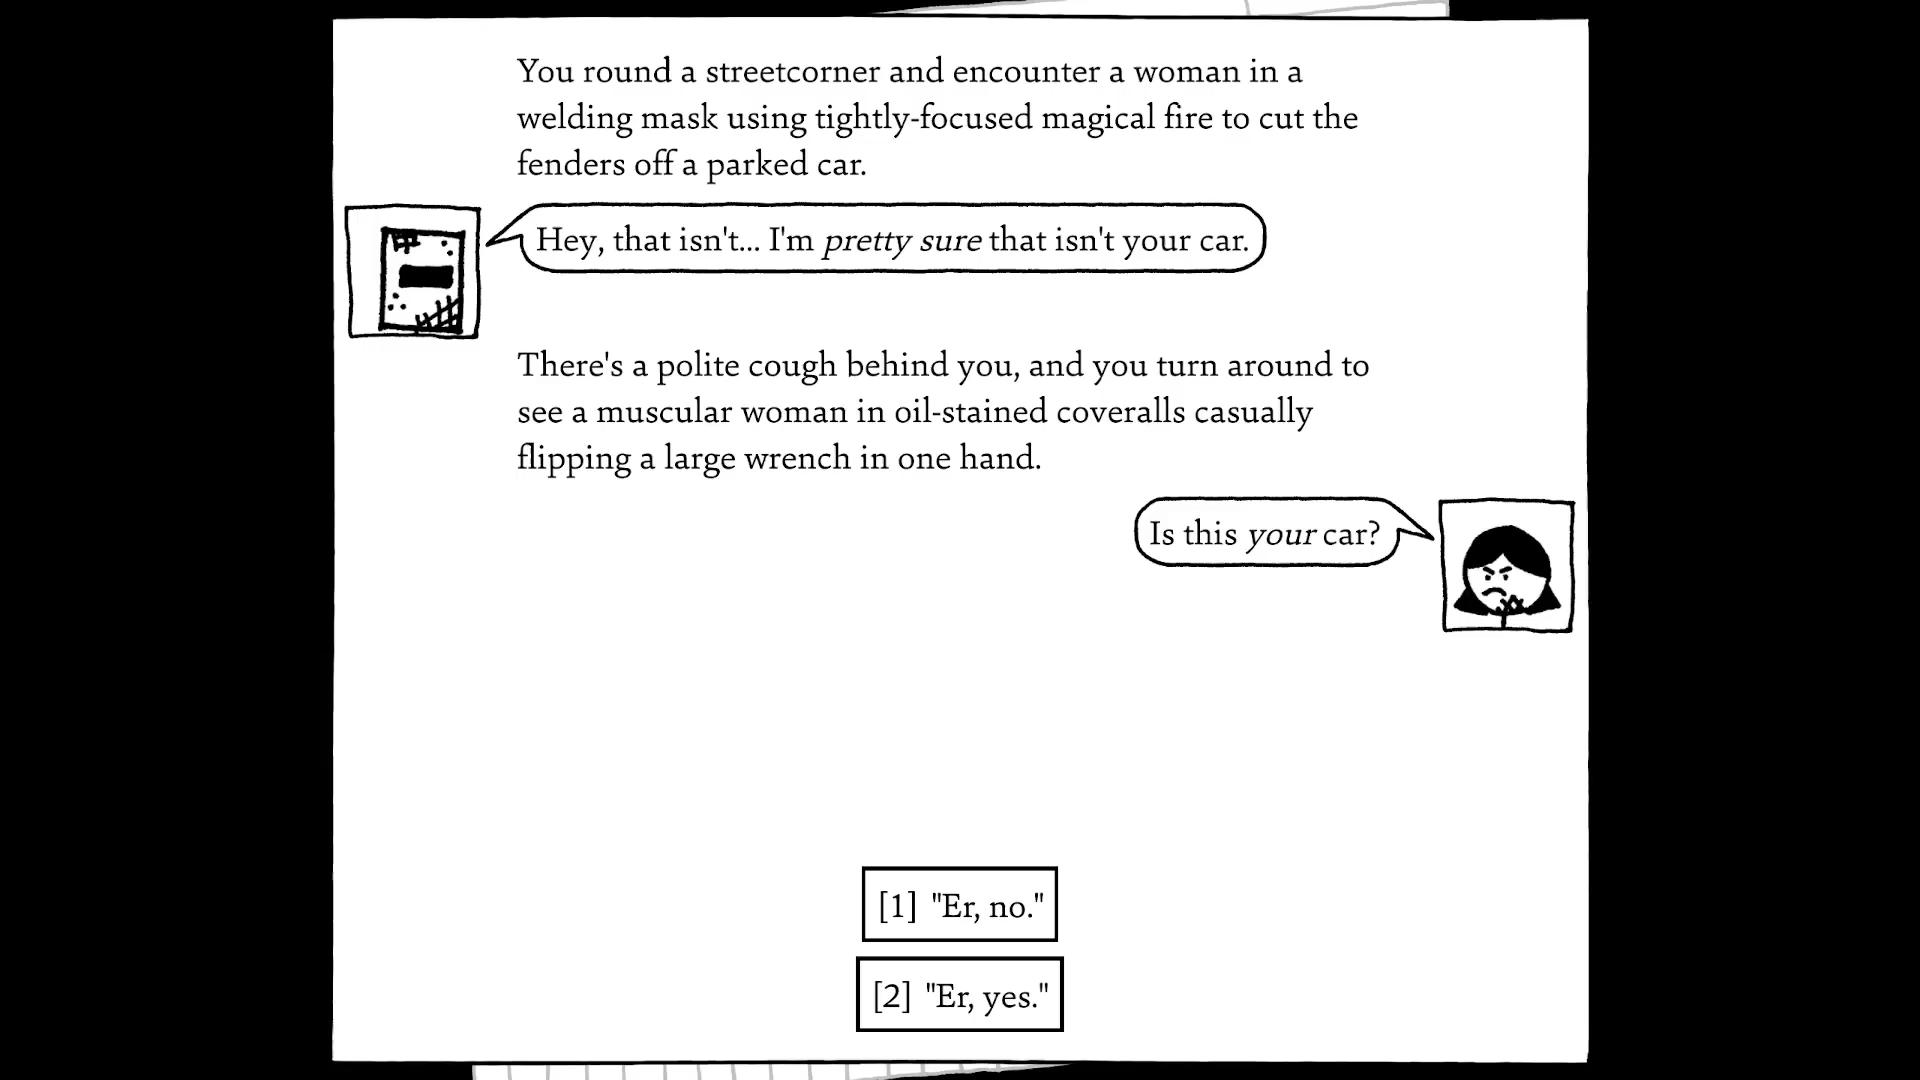 You round a streetcorner and encounter a woman in a
welding mask using tightly-focused magical fire to cut the
fenders off a parked car.
Hey, that isn't... I'm pretty sure that isn't your car.
There's a polite cough behind you, and you turn around to
see a muscular woman in oil-stained coveralls casually
flipping a large wrench in one hand.
Is this your car?
[1] "Er, no."
[2] "Er, yes."